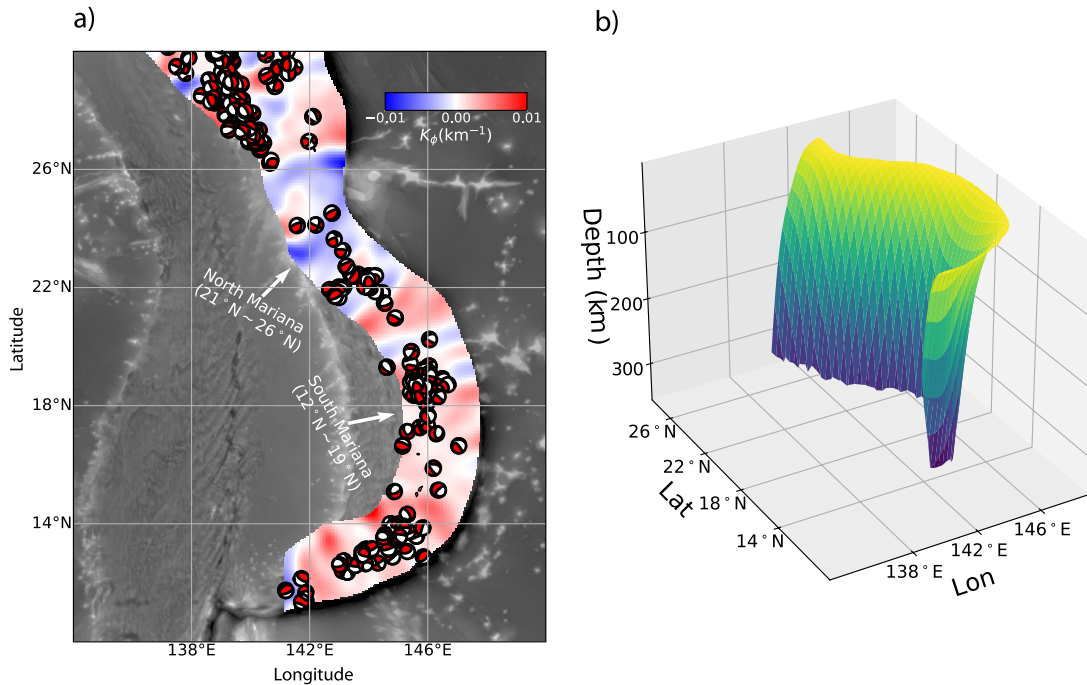 a)
−0.01 0.00 0.01
K_ϕ(km⁻¹)
26°N
22°N
18°N
14°N
Latitude
North Mariana
(21°N ~ 26°N)
South Mariana
(12°N ~ 19°N)
138°E 142°E 146°E
Longitude
b)
Depth (km)
100
200
300
26°N
22°N
18°N
14°N
Lat
138°E
142°E
146°E
Lon